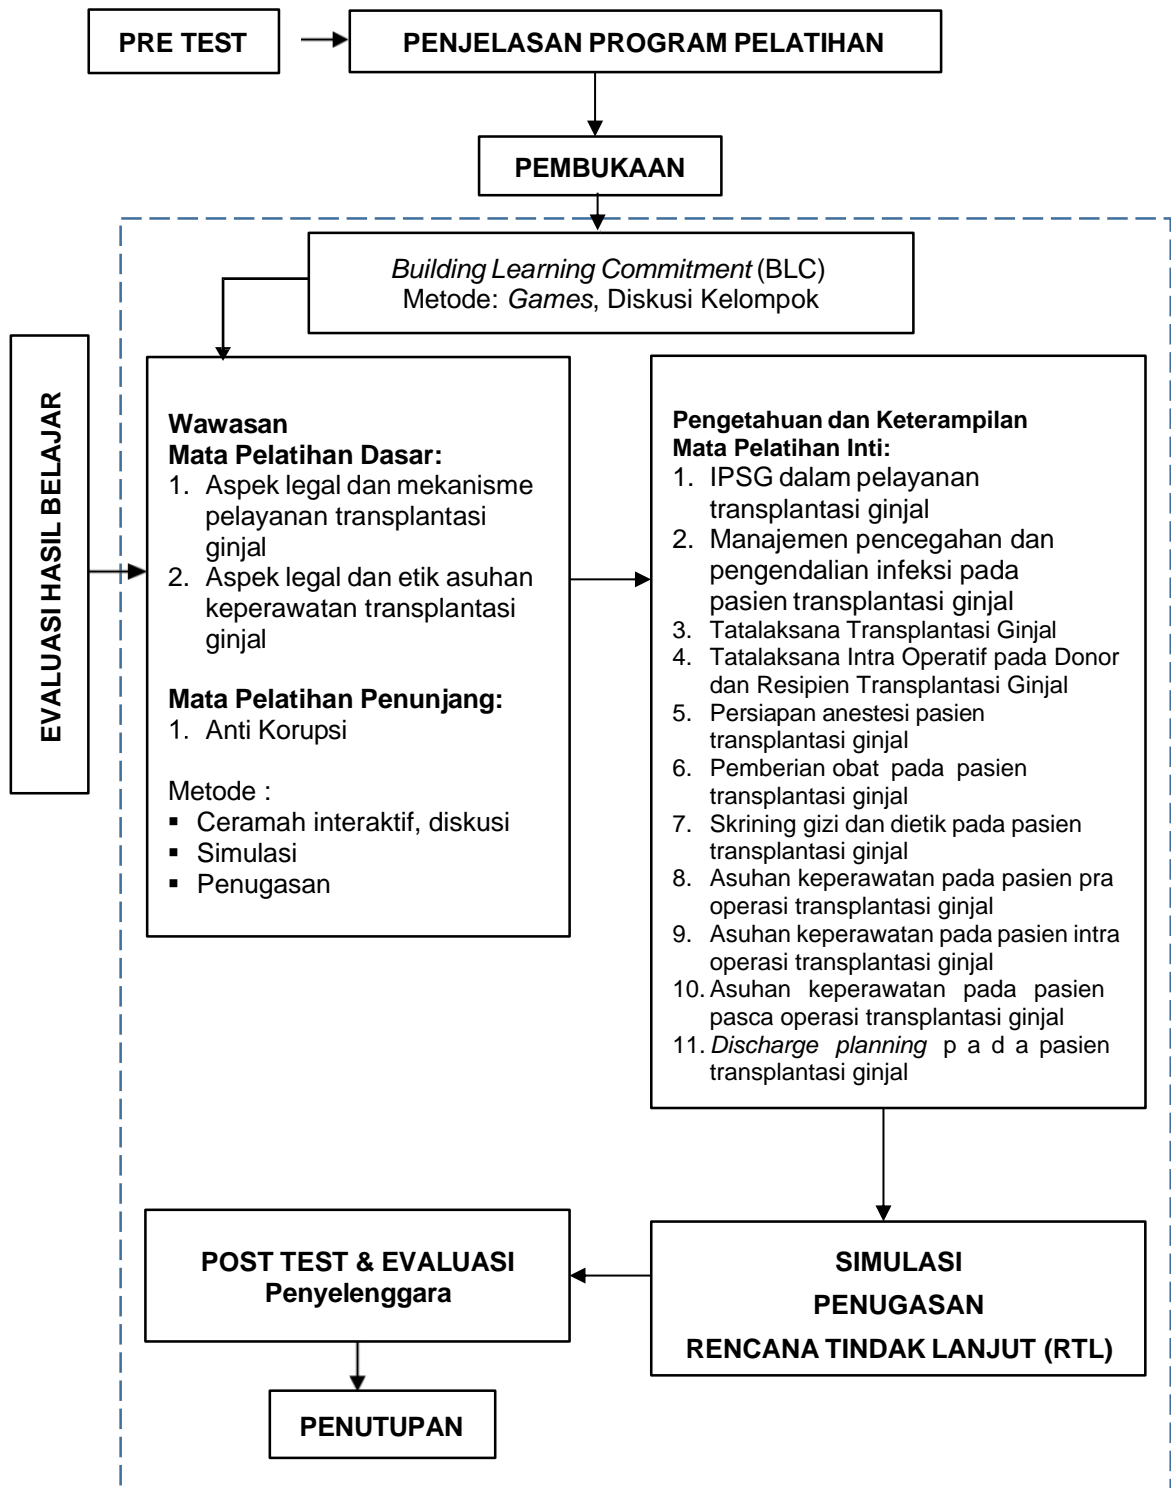 PRE TEST
PENJELASAN PROGRAM PELATIHAN
PEMBUKAAN
Building Learning Commitment (BLC)
Metode: Games, Diskusi Kelompok
EVALUASI HASIL BELAJAR
Wawasan
Mata Pelatihan Dasar:
1. Aspek legal dan mekanisme
pelayanan transplantasi
ginjal
2. Aspek legal dan etik asuhan
keperawatan transplantasi
ginjal
Mata Pelatihan Penunjang:
1. Anti Korupsi
Metode :
▪ Ceramah interaktif, diskusi
▪ Simulasi
▪ Penugasan
Pengetahuan dan Keterampilan
Mata Pelatihan Inti:
1. IPSG dalam pelayanan
transplantasi ginjal
2. Manajemen pencegahan dan
pengendalian infeksi pada
pasien transplantasi ginjal
3. Tatalaksana Transplantasi Ginjal
4. Tatalaksana Intra Operatif pada Donor
dan Resipien Transplantasi Ginjal
5. Persiapan anestesi pasien
transplantasi ginjal
6. Pemberian obat pada pasien
transplantasi ginjal
7. Skrining gizi dan dietik pada pasien
transplantasi ginjal
8. Asuhan keperawatan pada pasien pra
operasi transplantasi ginjal
9. Asuhan keperawatan pada pasien intra
operasi transplantasi ginjal
10. Asuhan keperawatan pada pasien
pasca operasi transplantasi ginjal
11. Discharge planning p a d a pasien
transplantasi ginjal
SIMULASI
PENUGASAN
RENCANA TINDAK LANJUT (RTL)
POST TEST & EVALUASI
Penyelenggara
PENUTUPAN